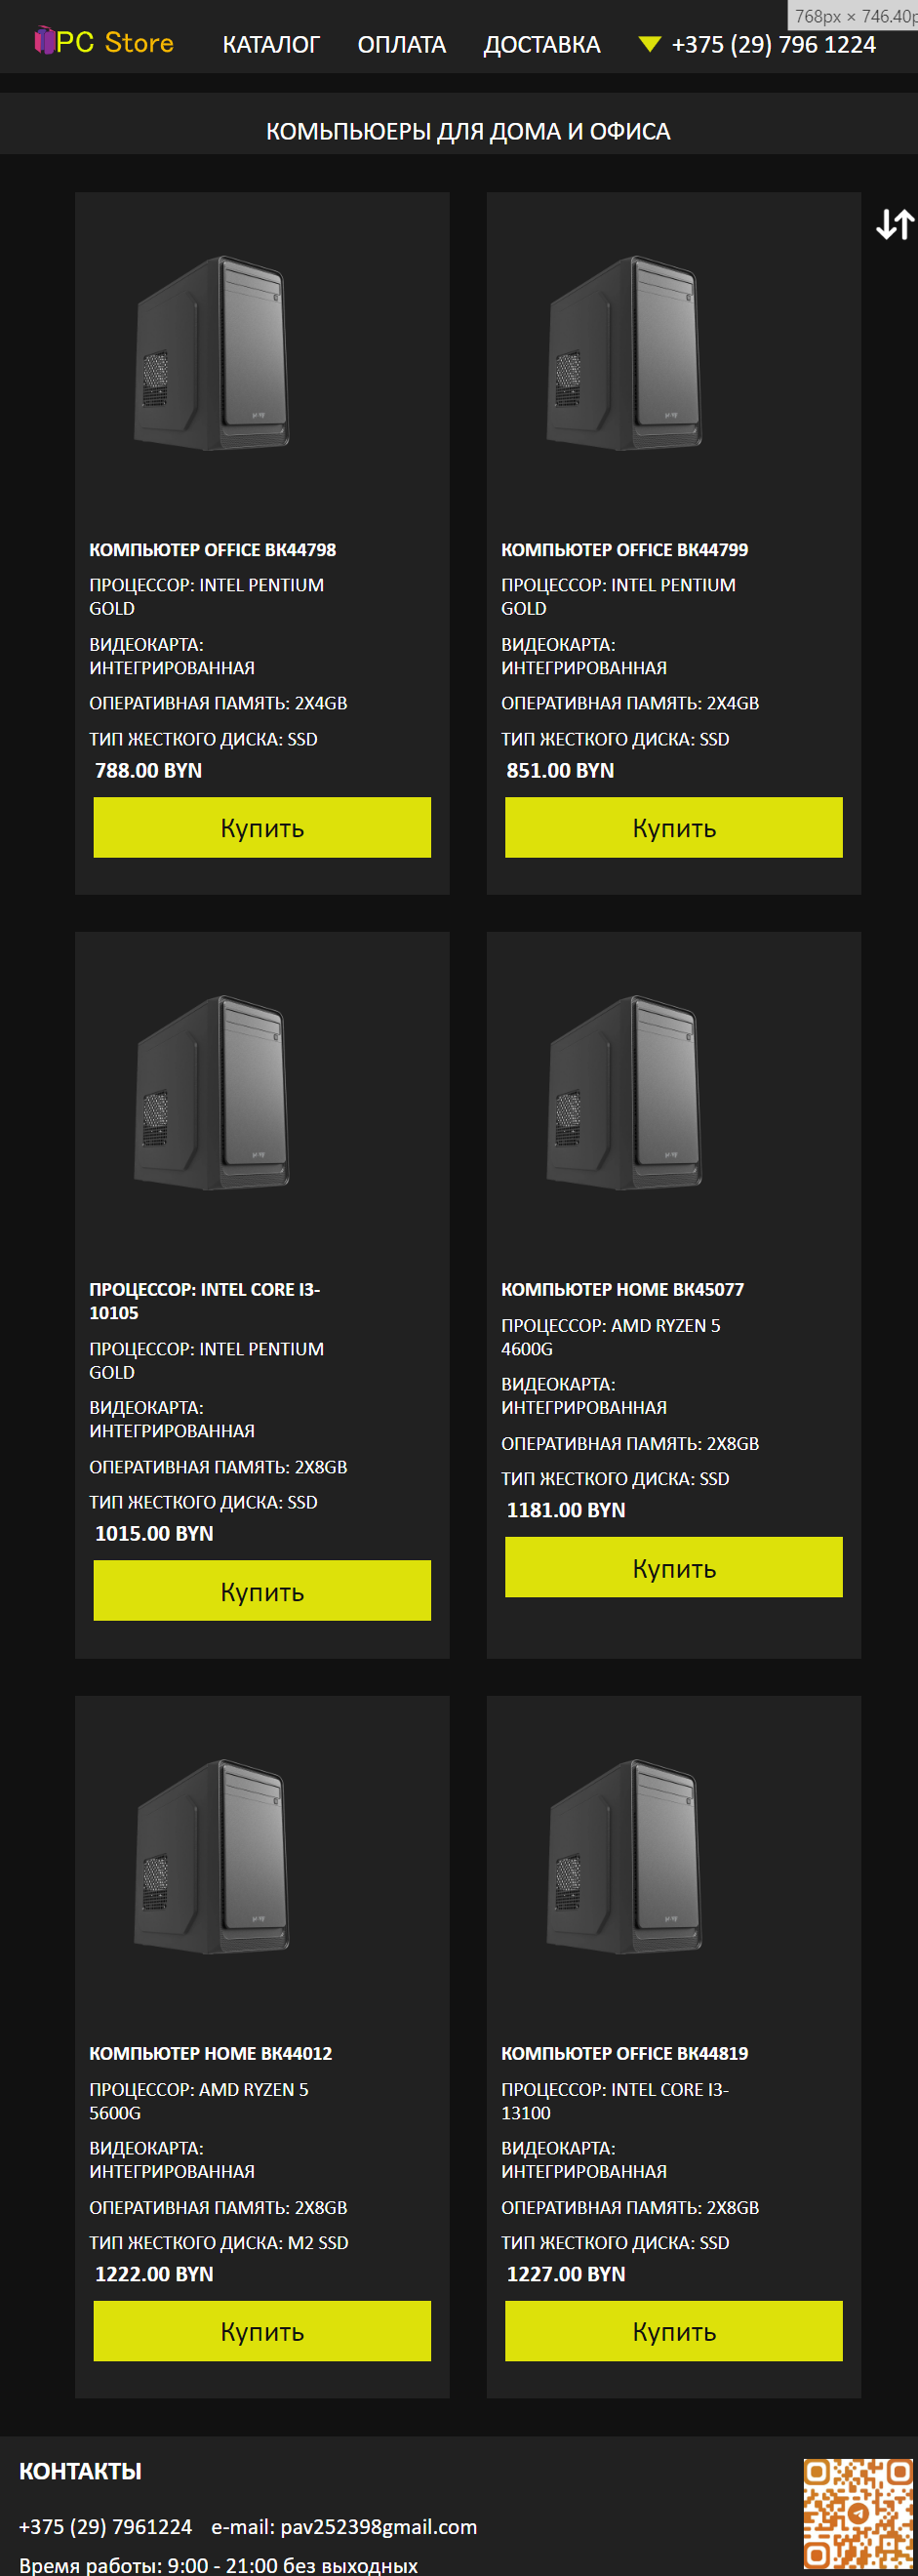 768px × 746.40p
PC Store КАТАЛОГ ОПЛАТА ДОСТАВКА +375 (29) 796 1224
КОМЫПЬЮЕРЫ ДЛЯ ДОМА И ОФИСА
КОМПЬЮТЕР OFFICE BK44798
ПРОЦЕССОР: INTEL PENTIUM
GOLD
ВИДЕОКАРТА:
ИНТЕГРИРОВАННАЯ
ОПЕРАТИВНАЯ ПАМЯТЬ: 2X4GB
ТИП ЖЕСТКОГО ДИСКА: SSD
788.00 BYN
Купить
КОМПЬЮТЕР OFFICE BK44799
ПРОЦЕССОР: INTEL PENTIUM
GOLD
ВИДЕОКАРТА:
ИНТЕГРИРОВАННАЯ
ОПЕРАТИВНАЯ ПАМЯТЬ: 2X4GB
ТИП ЖЕСТКОГО ДИСКА: SSD
851.00 BYN
Купить
ПРОЦЕССОР: INTEL CORE I3-
10105
ПРОЦЕССОР: INTEL PENTIUM
GOLD
ВИДЕОКАРТА:
ИНТЕГРИРОВАННАЯ
ОПЕРАТИВНАЯ ПАМЯТЬ: 2X8GB
ТИП ЖЕСТКОГО ДИСКА: SSD
1015.00 BYN
Купить
КОМПЬЮТЕР HOME BK45077
ПРОЦЕССОР: AMD RYZEN 5
4600G
ВИДЕОКАРТА:
ИНТЕГРИРОВАННАЯ
ОПЕРАТИВНАЯ ПАМЯТЬ: 2X8GB
ТИП ЖЕСТКОГО ДИСКА: SSD
1181.00 BYN
Купить
КОМПЬЮТЕР HOME BK44012
ПРОЦЕССОР: AMD RYZEN 5
5600G
ВИДЕОКАРТА:
ИНТЕГРИРОВАННАЯ
ОПЕРАТИВНАЯ ПАМЯТЬ: 2X8GB
ТИП ЖЕСТКОГО ДИСКА: M2 SSD
1222.00 BYN
Купить
КОМПЬЮТЕР OFFICE BK44819
ПРОЦЕССОР: INTEL CORE I3-
13100
ВИДЕОКАРТА:
ИНТЕГРИРОВАННАЯ
ОПЕРАТИВНАЯ ПАМЯТЬ: 2X8GB
ТИП ЖЕСТКОГО ДИСКА: SSD
1227.00 BYN
Купить
КОНТАКТЫ
+375 (29) 7961224 e-mail: pav252398gmail.com
Время работы: 9:00 - 21:00 без выходных